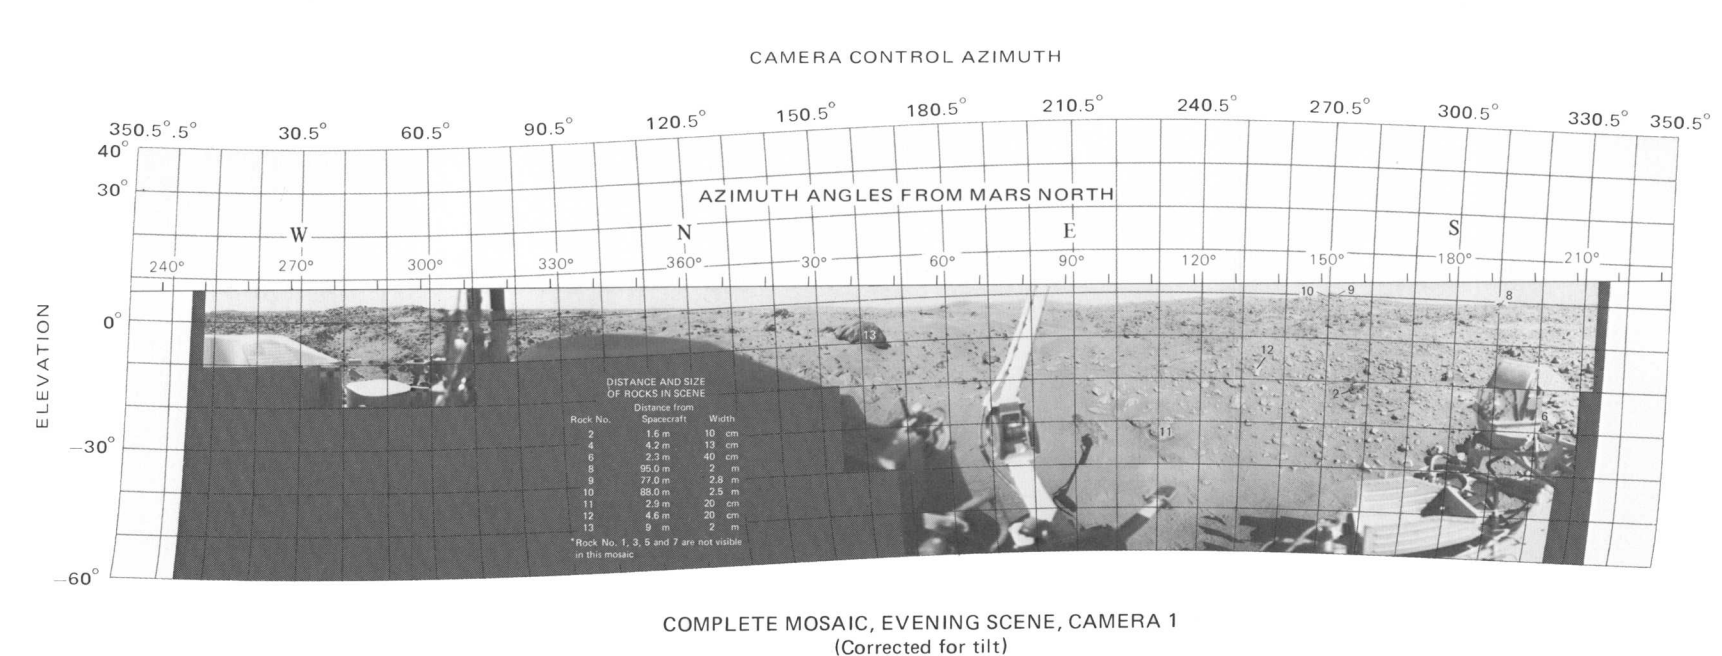 CAMERA CONTROL AZIMUTH
350.5° .5° 30.5° 60.5° 90.5° 120.5° 150.5° 180.5° 210.5° 240.5° 270.5° 300.5° 330.5° 350.5°
40°
30°
AZIMUTH ANGLES FROM MARS NORTH
W N E S
240° 270° 300° 330° 360° 30° 60° 90° 120° 150° 180° 210°
10 9 8
ELEVATION
0°
13
12
2
6
11
DISTANCE AND SIZE
OF ROCKS IN SCENE
Distance from
Rock No. Spacecraft Width
2 1.6 m 10 cm
4 4.2 m 13 cm
6 2.3 m 40 cm
8 95.0 m 2 m
9 77.0 m 2.8 m
10 88.0 m 2.5 m
11 2.9 m 20 cm
12 4.6 m 20 cm
13 9 m 2 m
*Rock No. 1, 3, 5 and 7 are not visible
in this mosaic
—30°
—60°
COMPLETE MOSAIC, EVENING SCENE, CAMERA 1
(Corrected for tilt)